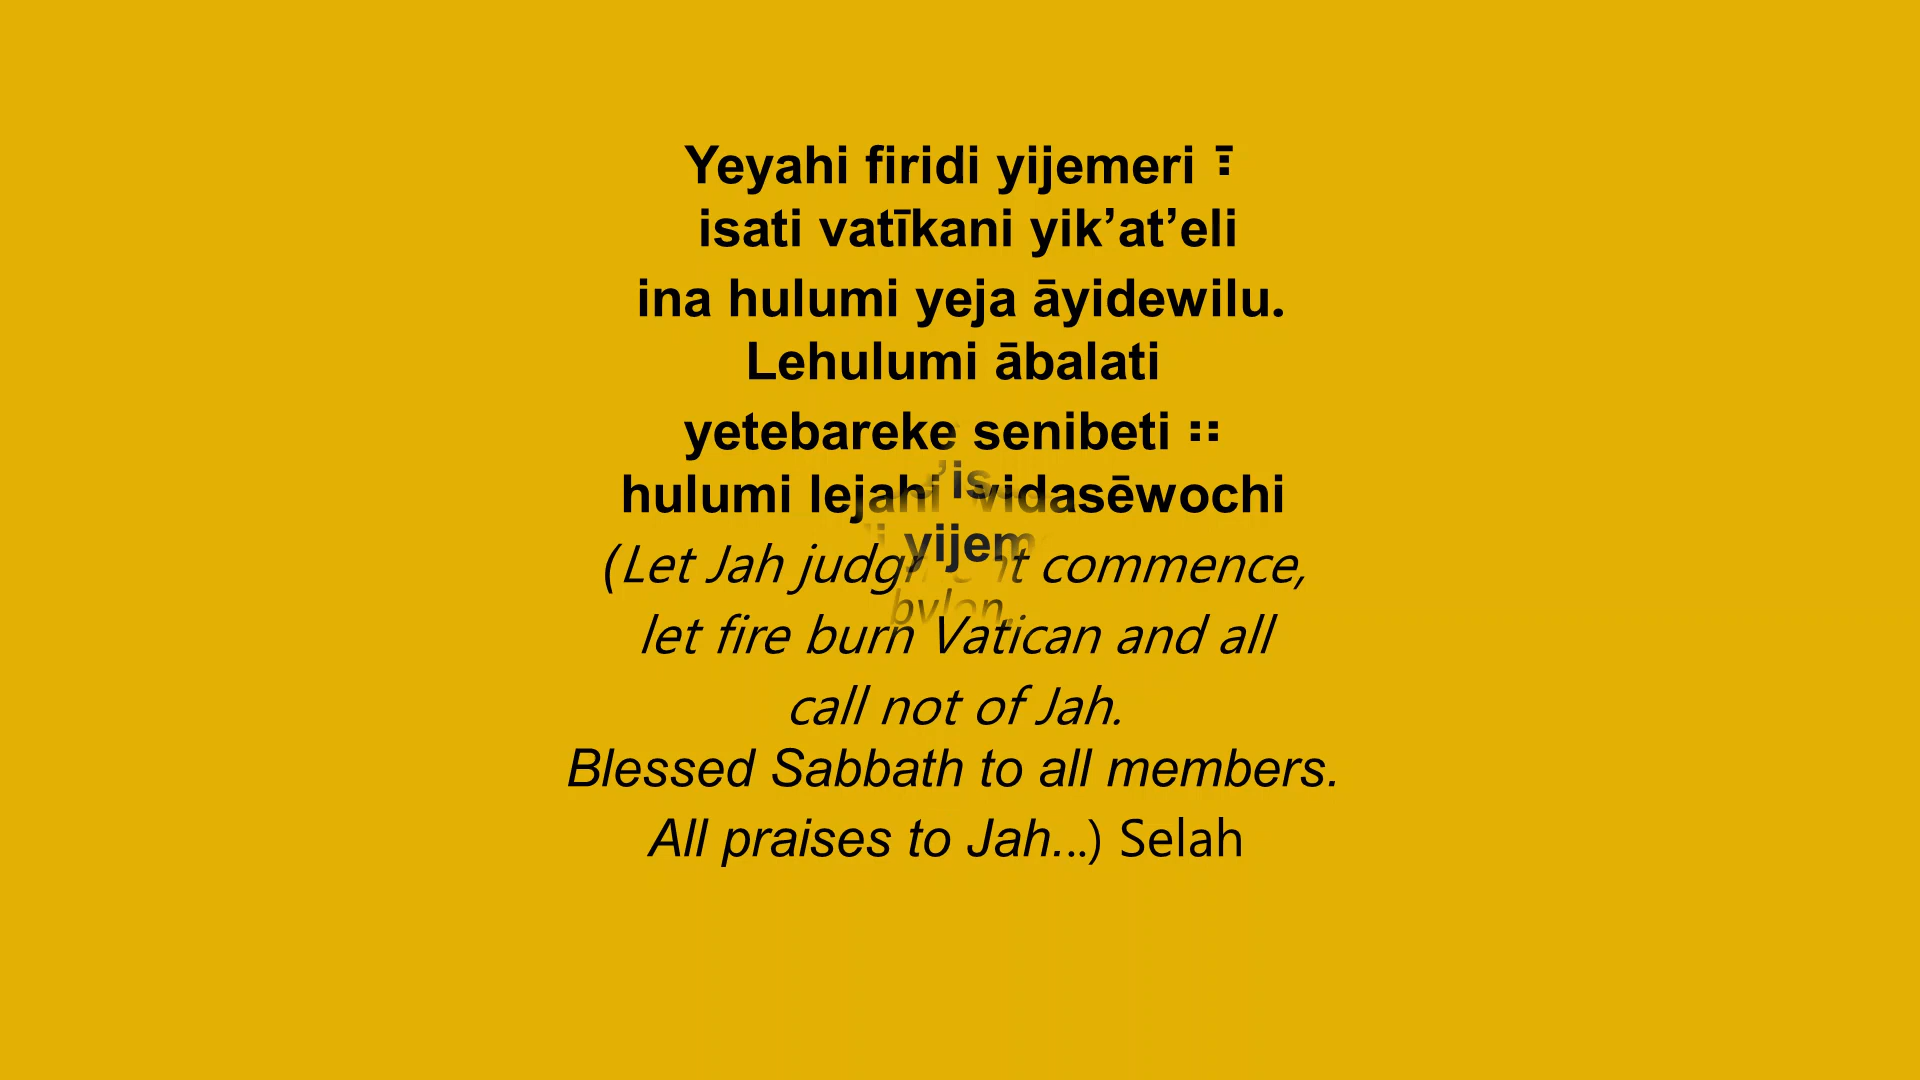 Yeyahi firidi yijemeri ፤
isati vatīkani yik’at’eli
ina hulumi yeja āyidewilu.
Lehulumi ābalati
yetebareke senibeti ።
hulumi lejahi yidasēwochi
(Let Jah judgment commence,
let fire burn Vatican and all
call not of Jah.
Blessed Sabbath to all members.
All praises to Jah...) Selah